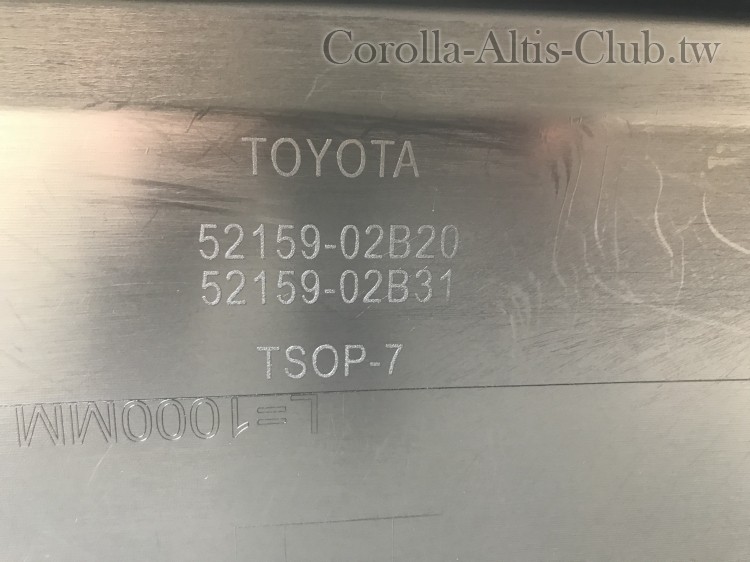 Corolla-Altis-Club.tw
TOYOTA
52159-02B20
52159-02B31
TSOP-7
L=1000MM